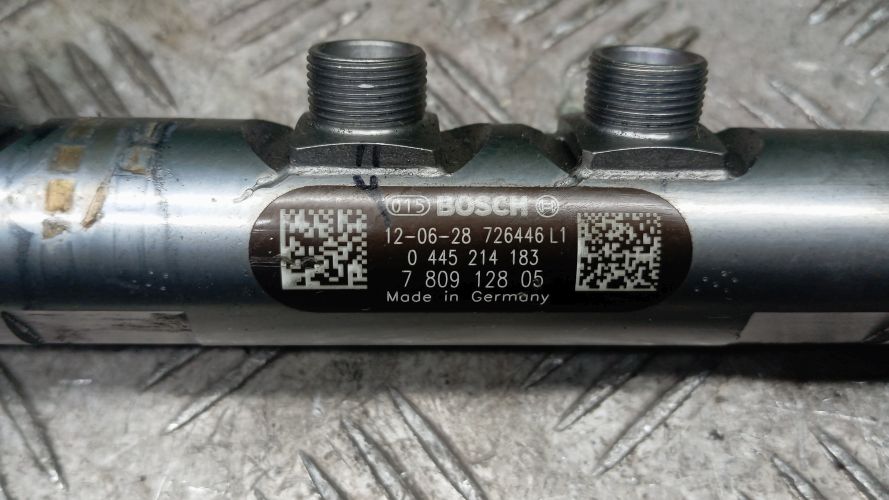 015 BOSCH
12-06-28 726446 L1
0 445 214 183
7 809 128 05
Made in Germany